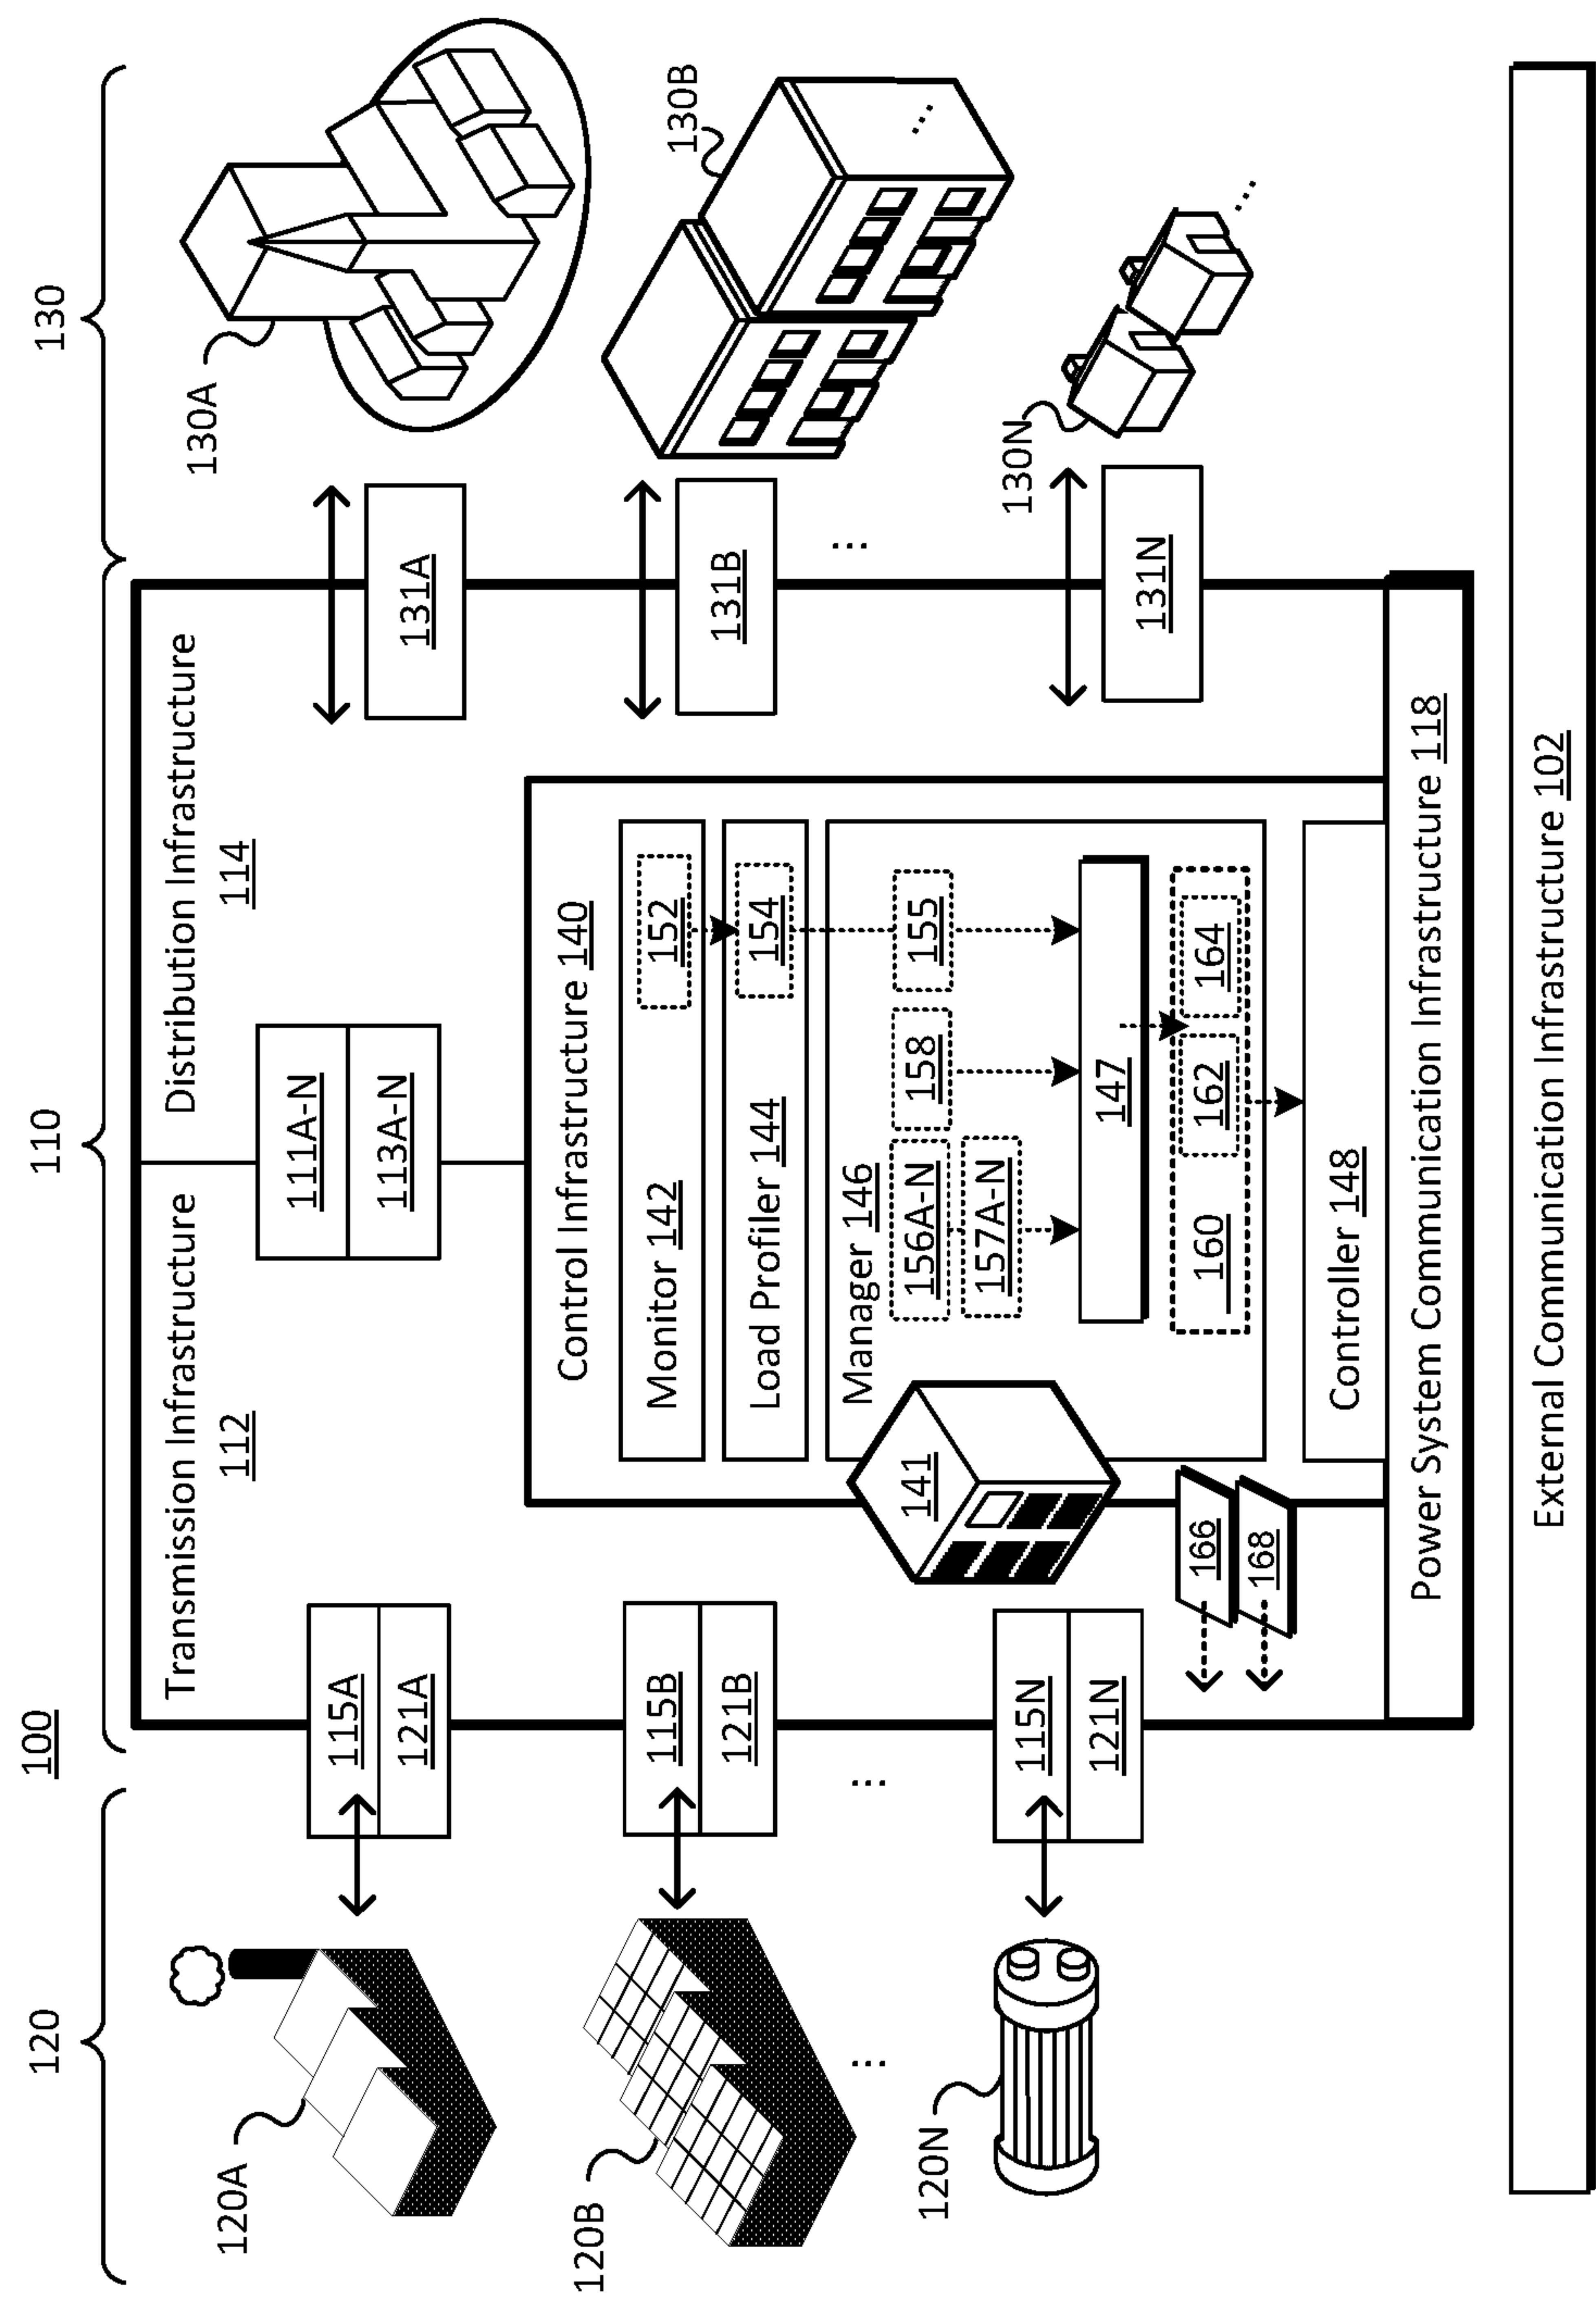 100
120
110
130
120A
120B
...
120N
115A
121A
115B
121B
...
115N
121N
Transmission Infrastructure
112
Distribution Infrastructure
114
111A-N
113A-N
Control Infrastructure 140
Monitor 142
152
Load Profiler 144
154
Manager 146
156A-N
157A-N
158
155
147
160
162
164
141
166
168
Controller 148
Power System Communication Infrastructure 118
131A
131B
...
131N
130A
130B
...
130N
...
External Communication Infrastructure 102